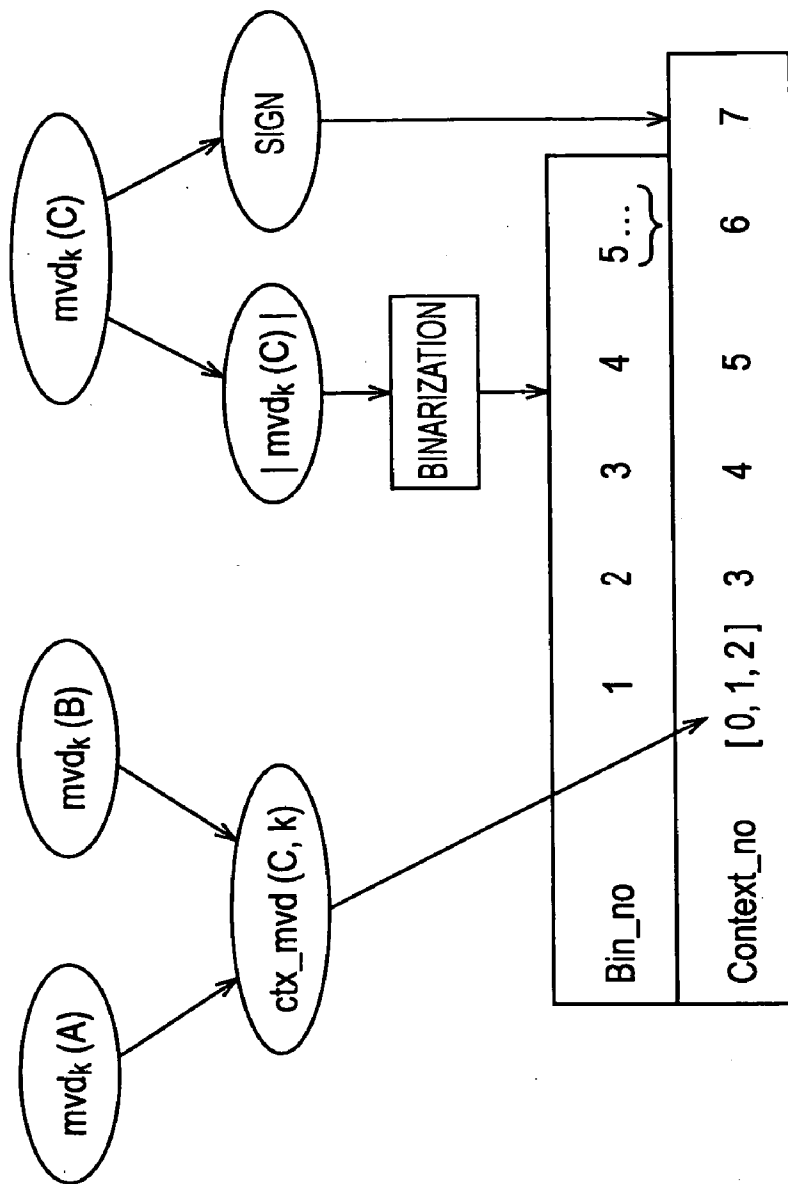 mvdk (A) mvdk (B) mvdk (C)
ctx_mvd (C, k) | mvdk (C) | SIGN
BINARIZATION
Bin_no 1 2 3 4 5 ...
Context_no [ 0, 1, 2 ] 3 4 5 6 7